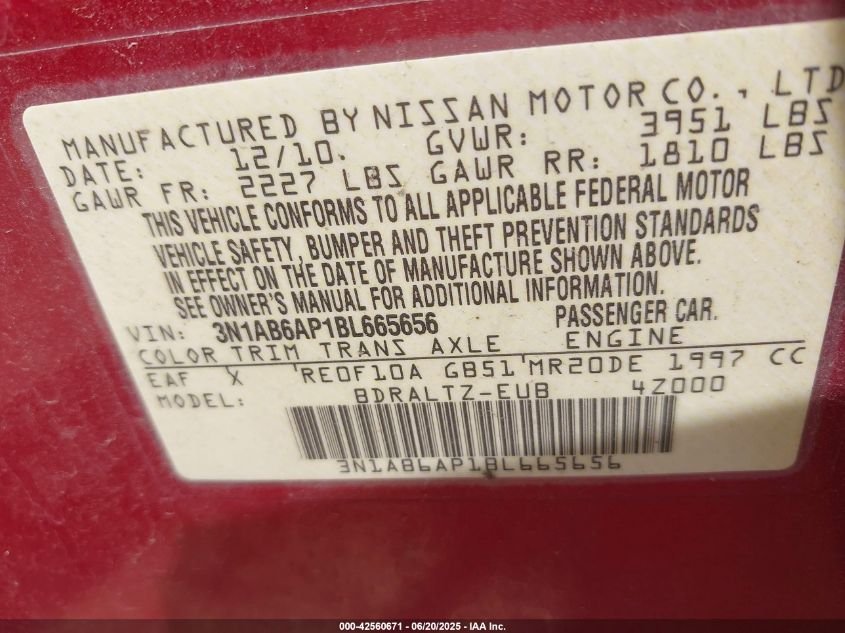 MANUFACTURED BY NISSAN MOTOR CO., LTD
DATE: 12/10. GVWR: 3951 LBS
GAWR FR: 2227 LBS GAWR RR: 1810 LBS
THIS VEHICLE CONFORMS TO ALL APPLICABLE FEDERAL MOTOR
VEHICLE SAFETY, BUMPER AND THEFT PREVENTION STANDARDS
IN EFFECT ON THE DATE OF MANUFACTURE SHOWN ABOVE.
SEE OWNER'S MANUAL FOR ADDITIONAL INFORMATION.
VIN: 3N1AB6AP1BL665656 PASSENGER CAR.
COLOR TRIM TRANS AXLE ENGINE
EAF X RE0F10A GB51 MR20DE 1997 CC
MODEL: BDRALTZ-EUB 4Z000
3N1AB6AP1BL665656
000-42560671 | 06/20/2025 - IAA Inc.